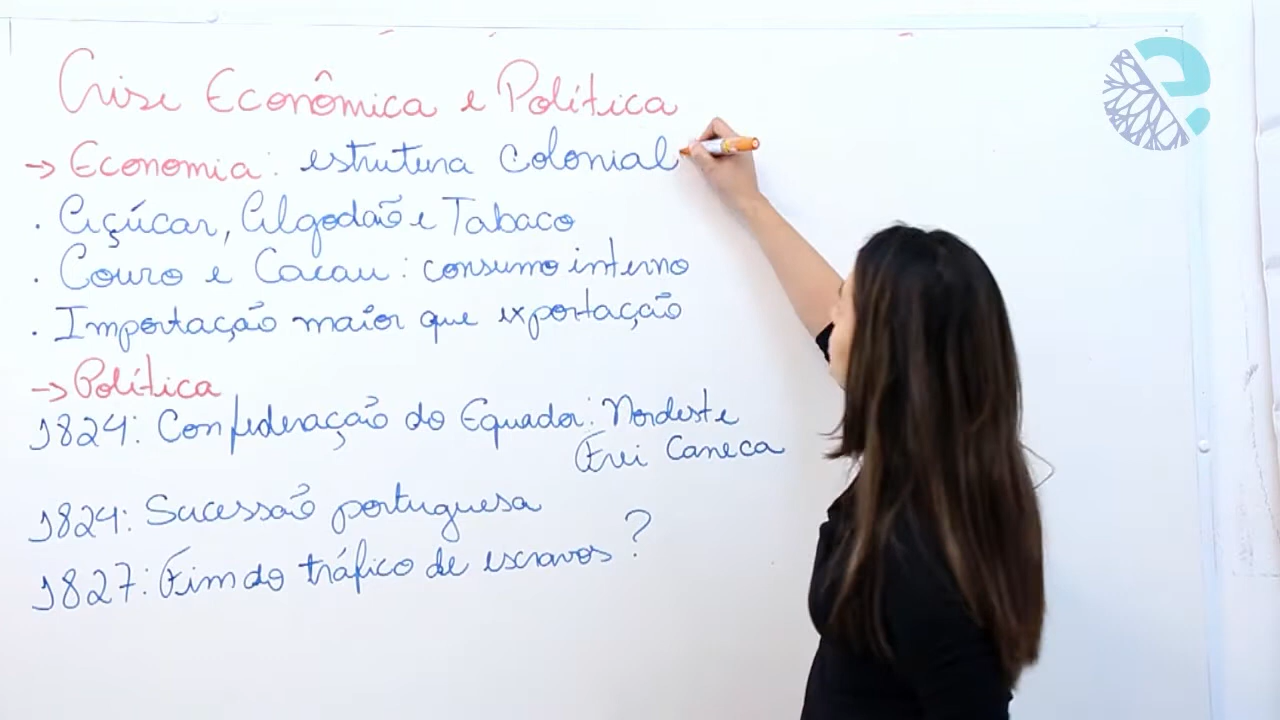 Crise Econômica e Política
→ Economia: estrutura Colonial
. Açúcar, Algodão e Tabaco
. Couro e Cacau: consumo interno
. Importação maior que exportação
→ Política
1824: Confederação do Equador: Nordeste
Frei Caneca
1824: Sucessão portuguesa
1827: Fim do tráfico de escravos ?